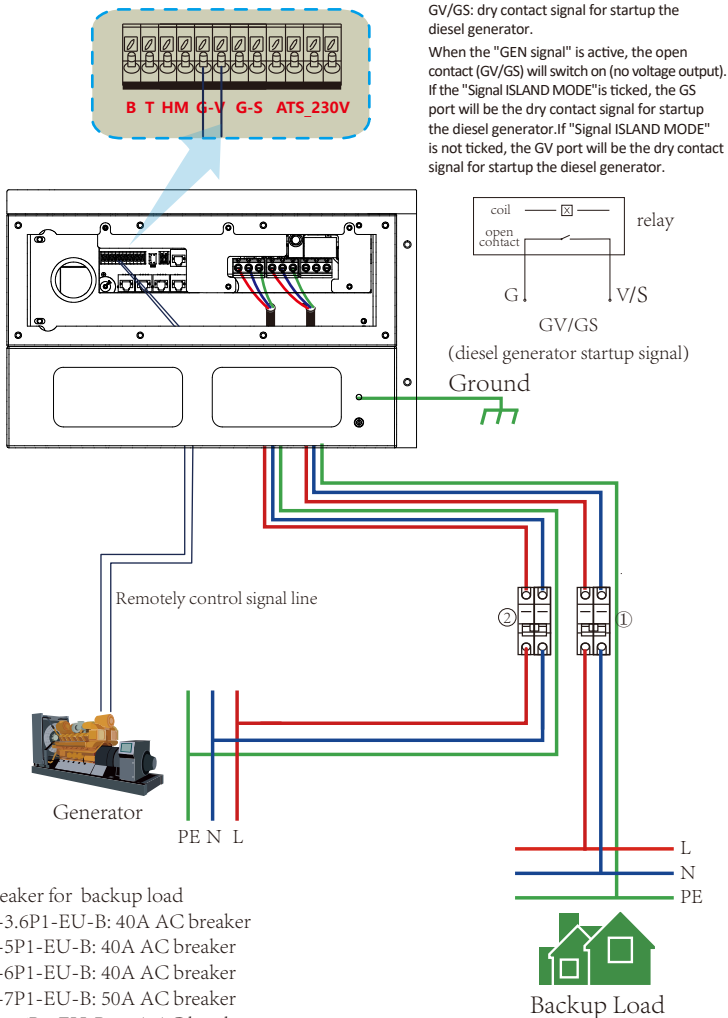 GV/GS: dry contact signal for startup the
diesel generator.
When the "GEN signal" is active, the open
contact (GV/GS) will switch on (no voltage output).
If the "Signal ISLAND MODE"is ticked, the GS
port will be the dry contact signal for startup
the diesel generator.If "Signal ISLAND MODE"
is not ticked, the GV port will be the dry contact
signal for startup the diesel generator.
B T HM G-V G-S ATS_230V
coil
relay
open
contact
G V/S
GV/GS
(diesel generator startup signal)
Ground
Remotely control signal line
② ①
Generator
PE N L
L
N
PE
eaker for backup load
-3.6P1-EU-B: 40A AC breaker
-5P1-EU-B: 40A AC breaker
-6P1-EU-B: 40A AC breaker
-7P1-EU-B: 50A AC breaker
Backup Load